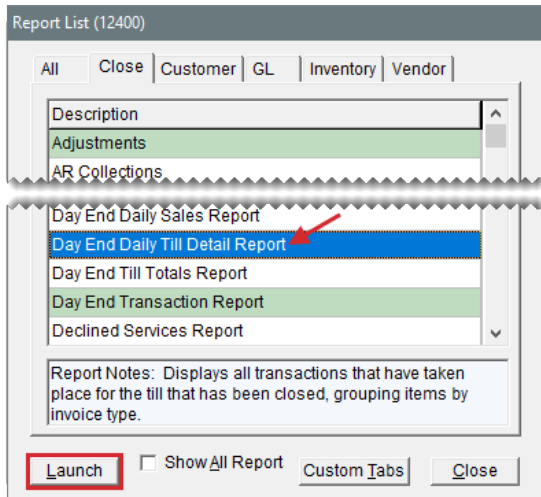 Report List (12400)
All Close Customer GL Inventory Vendor
Description
Adjustments
AR Collections
Day End Daily Sales Report
Day End Daily Till Detail Report
Day End Till Totals Report
Day End Transaction Report
Declined Services Report
Report Notes: Displays all transactions that have taken
place for the till that has been closed, grouping items by
invoice type.
Launch Show All Report Custom Tabs Close